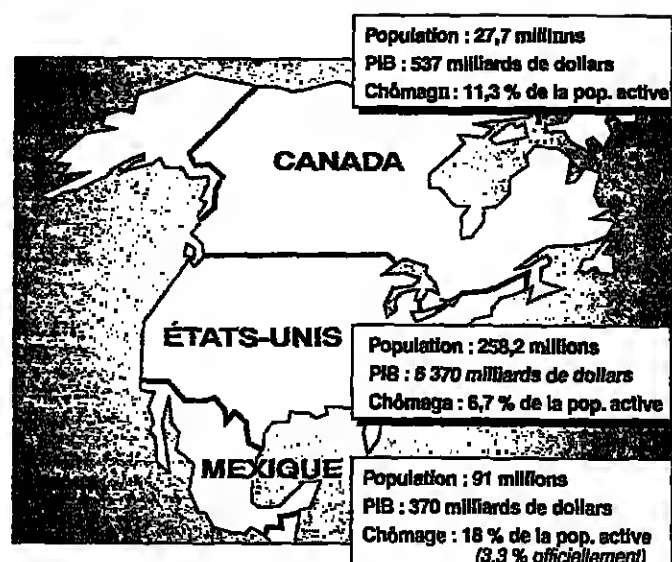 Population : 27,7 millinns
PIB : 537 milliards de dollars
Chômagn : 11,3 % de la pop. active
CANADA
ÉTATS-UNIS
Population : 258,2 millions
PIB : 6 370 milliards de dollars
Chômaga : 6,7 % de la pop. active
MEXIQUE
Population : 91 millions
PIB : 370 milliards de dollars
Chômage : 18 % de la pop. active
(3,3 % officiellament)